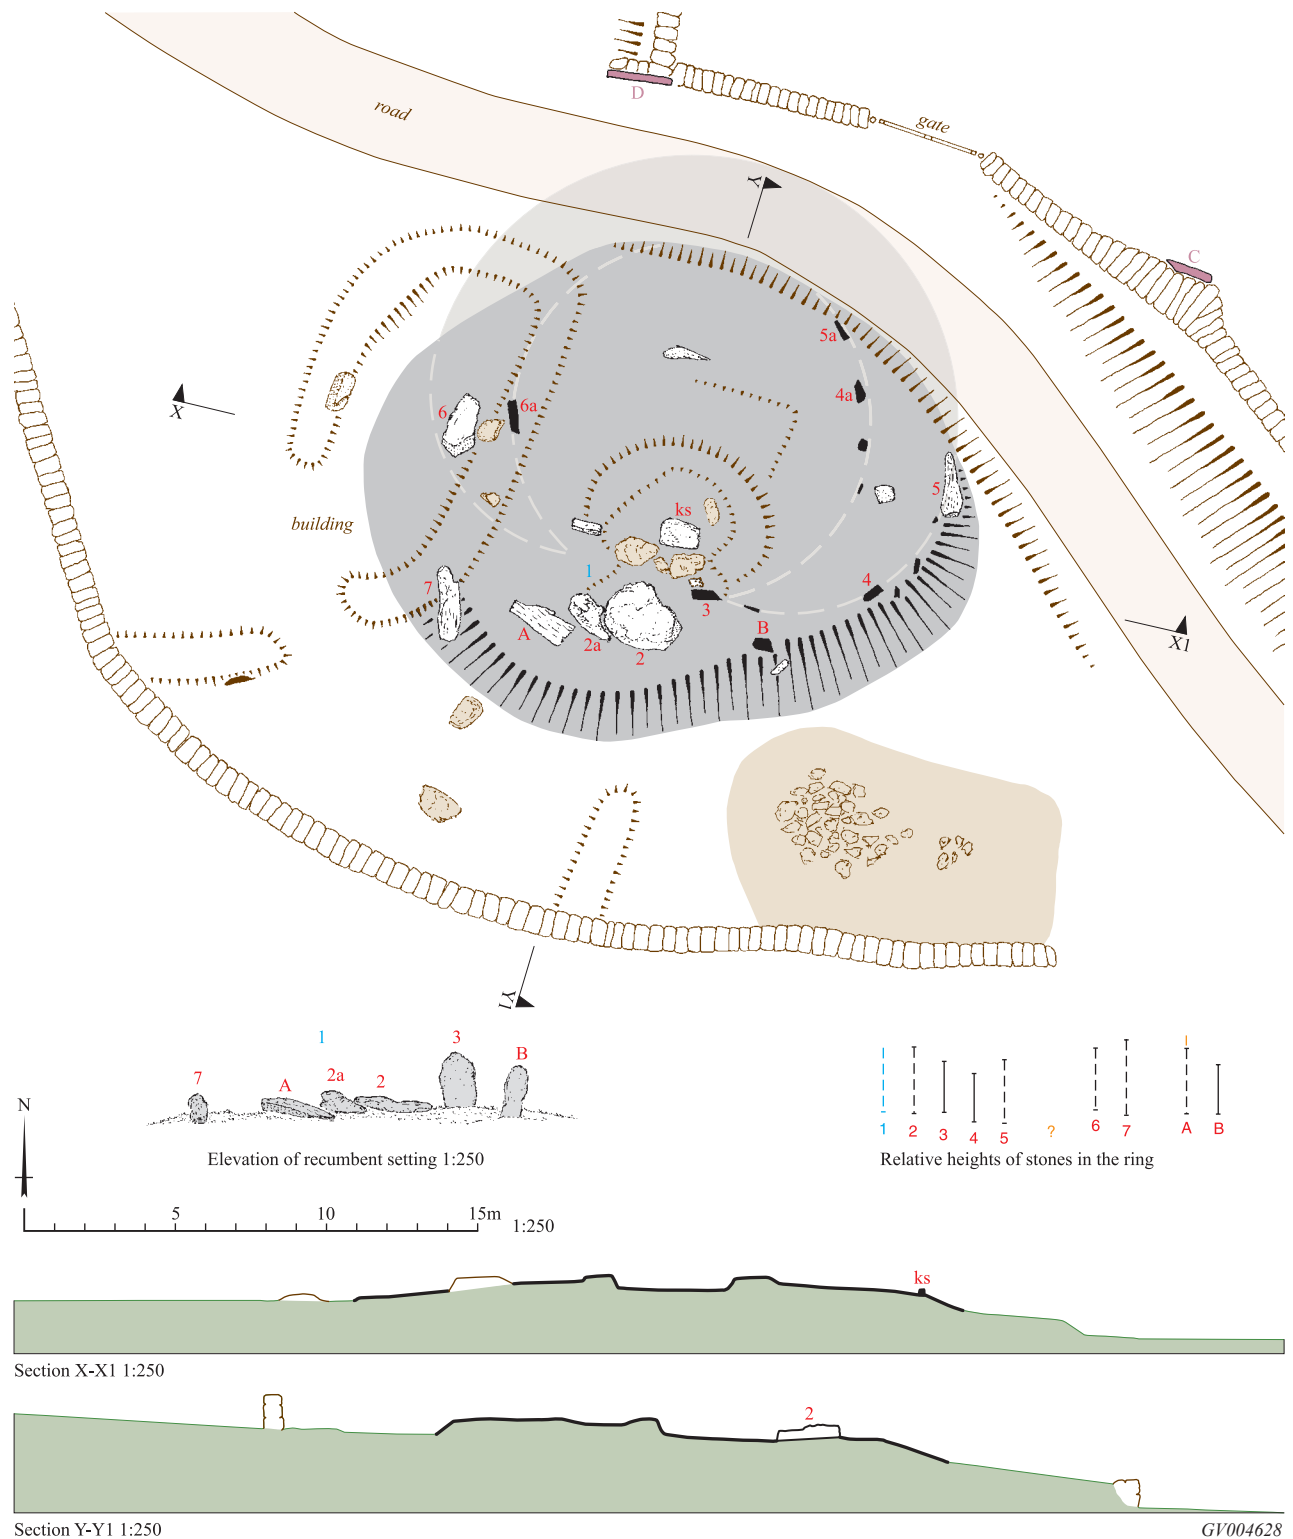 D
road
gate
Y
C
5a
X
4a
6
6a
5
ks
building
1
7
4
3
A
2a
B
2
X1
Y1
1
3
B
7
A
2a
2
N
1
2
3
4
5
?
6
7
A
B
Elevation of recumbent setting 1:250
Relative heights of stones in the ring
5 10 15m 1:250
ks
Section X-X1 1:250
2
Section Y-Y1 1:250
GV004628